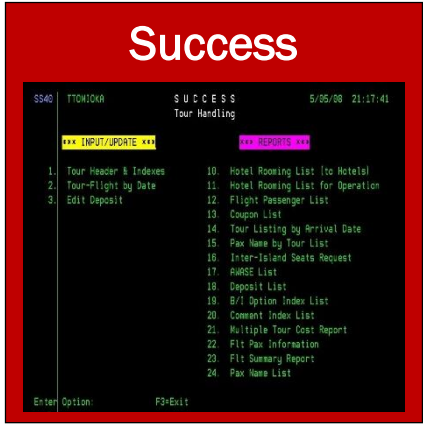 Success
SS40 TTOMIOKA S U C C E S S 5/05/08 21:17:41
Tour Handling
*** INPUT/UPDATE *** *** REPORTS ***
1. Tour Header & Indexes 10. Hotel Rooming List (to Hotels)
2. Tour-Flight by Date 11. Hotel Rooming List for Operation
3. Edit Deposit 12. Flight Passenger List
13. Coupon List
14. Tour Listing by Arrival Date
15. Pax Name by Tour List
16. Inter-Island Seats Request
17. AWASE List
18. Deposit List
19. B/I Option Index List
20. Comment Index List
21. Multiple Tour Cost Report
22. Flt Pax Information
23. Flt Summary Report
24. Pax Name List
Enter Option: F3=Exit